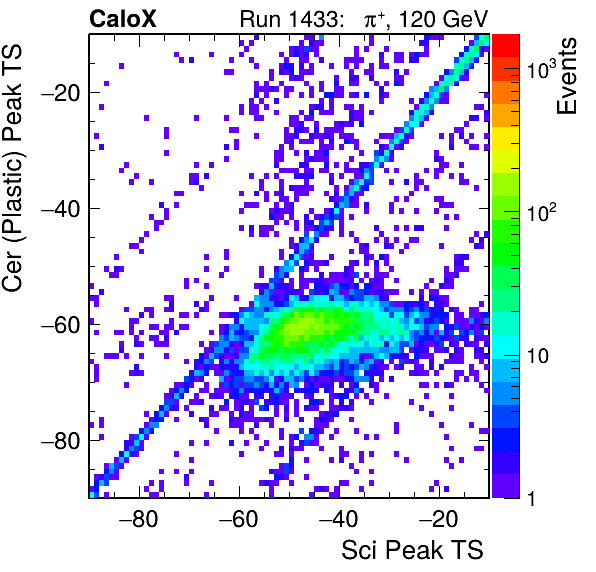 CaloX Run 1433: π⁺, 120 GeV
Cer (Plastic) Peak TS
−20
−40
−60
−80
−80 −60 −40 −20
Sci Peak TS
Events
10³
10²
10
1